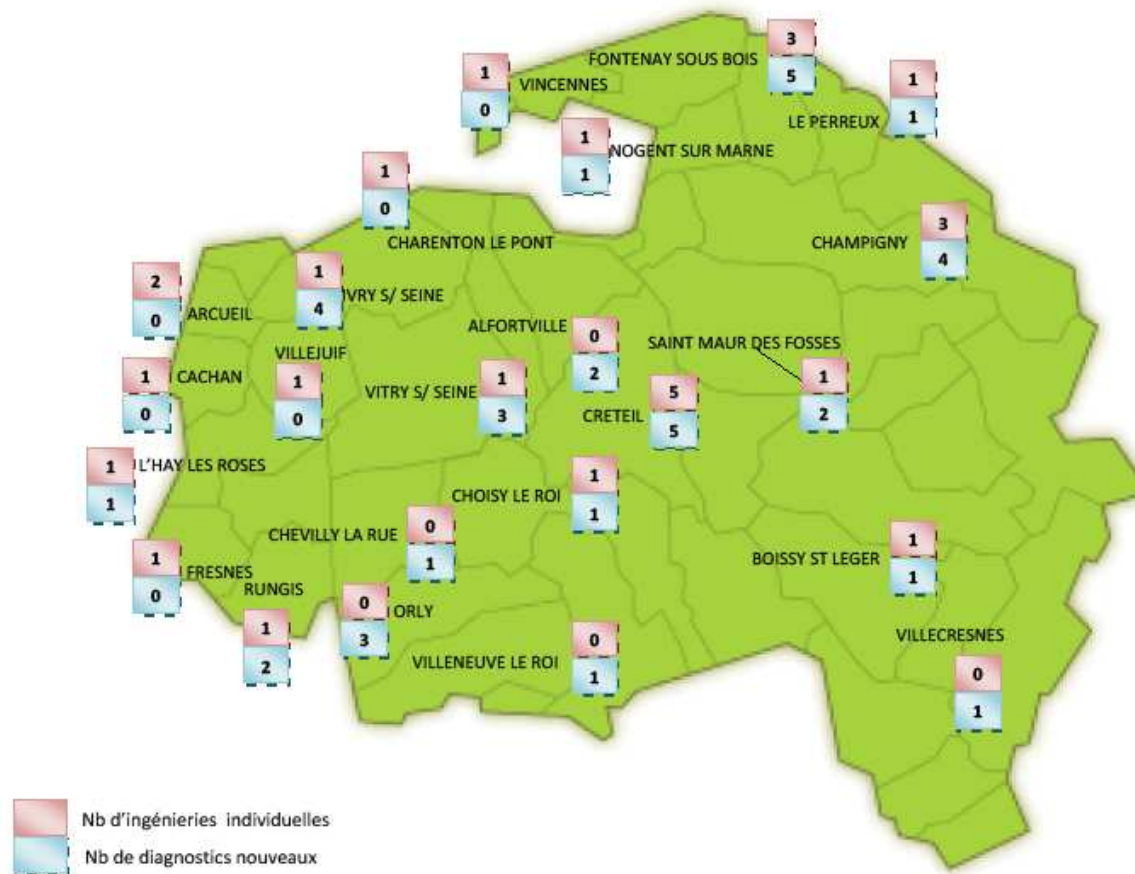 3
FONTENAY SOUS BOIS
5
1
VINCENNES
0
1
LE PERREUX
1
1
NOGENT SUR MARNE
1
1
0
CHARENTON LE PONT
3
CHAMPIGNY
4
2
ARCUEIL
0
1
IVRY S/ SEINE
4
ALFORTVILLE
0
2
SAINT MAUR DES FOSSES
1
2
1
CACHAN
0
VILLEJUIF
1
0
VITRY S/ SEINE
1
3
5
CRETEIL
5
1
L'HAY LES ROSES
1
CHOISY LE ROI
1
1
CHEVILLY LA RUE
0
1
BOISSY ST LEGER
1
1
1
FRESNES
0
RUNGIS
1
2
0
ORLY
3
VILLENEUVE LE ROI
0
1
VILLECRESNES
0
1
Nb d'ingénieries individuelles
Nb de diagnostics nouveaux